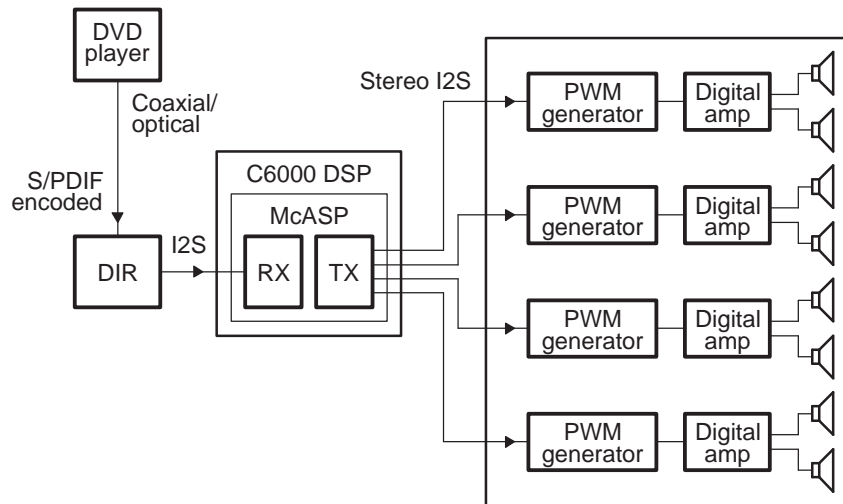 DVD
player
Coaxial/
optical
S/PDIF
encoded
DIR
I2S
C6000 DSP
McASP
RX
TX
Stereo I2S
PWM
generator
Digital
amp
PWM
generator
Digital
amp
PWM
generator
Digital
amp
PWM
generator
Digital
amp